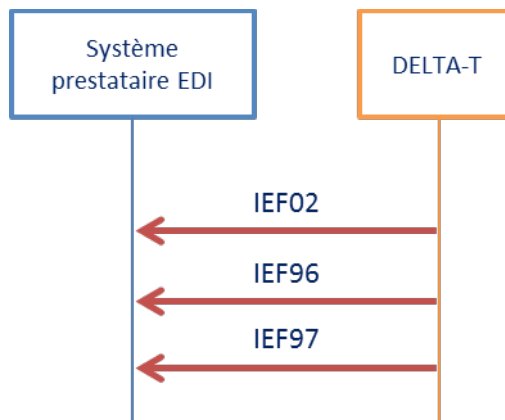 Système
prestataire EDI
DELTA-T
IEF02
IEF96
IEF97